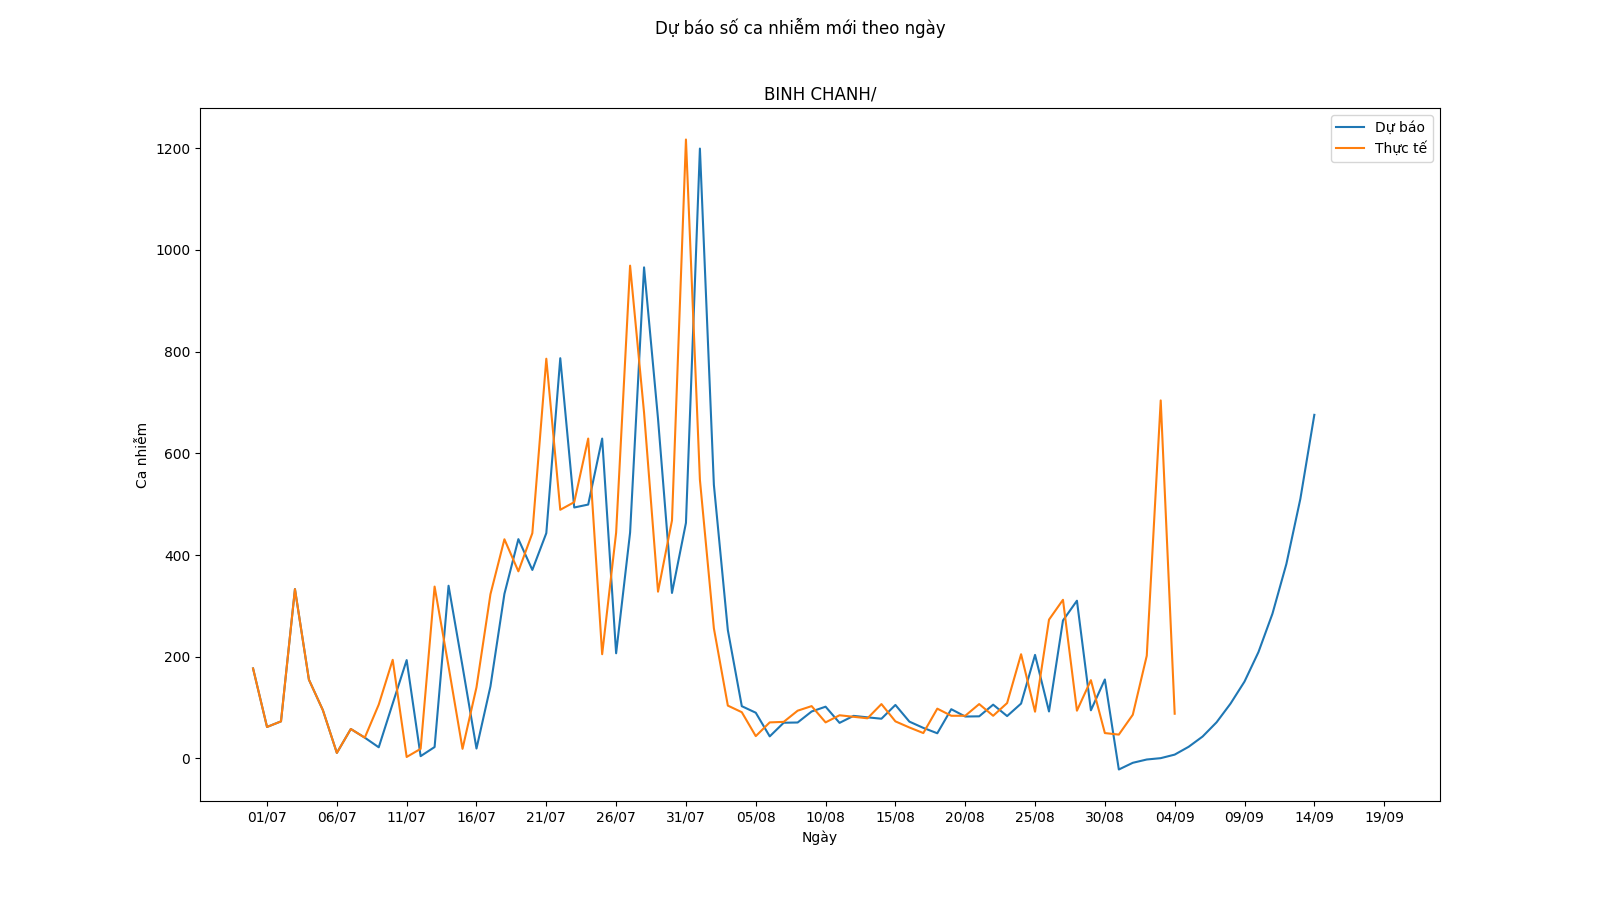 Dự báo số ca nhiễm mới theo ngày
BINH CHANH/
Dự báo
Thực tế
1200
1000
800
600
400
200
0
Ca nhiễm
01/07 06/07 11/07 16/07 21/07 26/07 31/07 05/08 10/08 15/08 20/08 25/08 30/08 04/09 09/09 14/09 19/09
Ngày